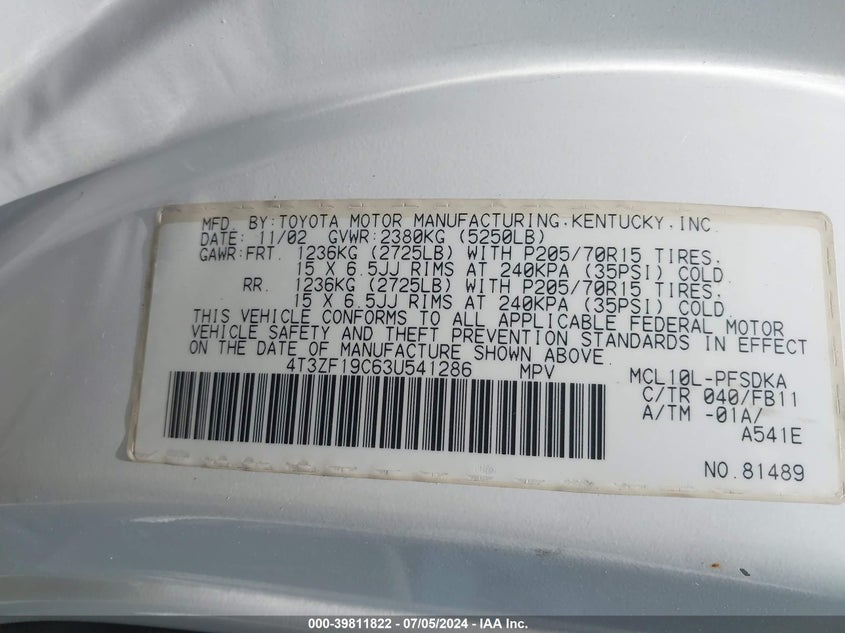 MFD. BY:TOYOTA MOTOR MANUFACTURING.KENTUCKY.INC
DATE: 11/02 GVWR:2380KG (5250LB)
GAWR:FRT. 1236KG (2725LB) WITH P205/70R15 TIRES.
15 X 6.5JJ RIMS AT 240KPA (35PSI) COLD.
RR. 1236KG (2725LB) WITH P205/70R15 TIRES.
15 X 6.5JJ RIMS AT 240KPA (35PSI) COLD.
THIS VEHICLE CONFORMS TO ALL APPLICABLE FEDERAL MOTOR
VEHICLE SAFETY AND THEFT PREVENTION STANDARDS IN EFFECT
ON THE DATE OF MANUFACTURE SHOWN ABOVE.
4T3ZF19C63U541286 MPV
MCL10L-PFSDKA
C/TR 040/FB11
A/TM -01A/
A541E
NO.81489
000-39811822 - 07/05/2024 - IAA Inc.